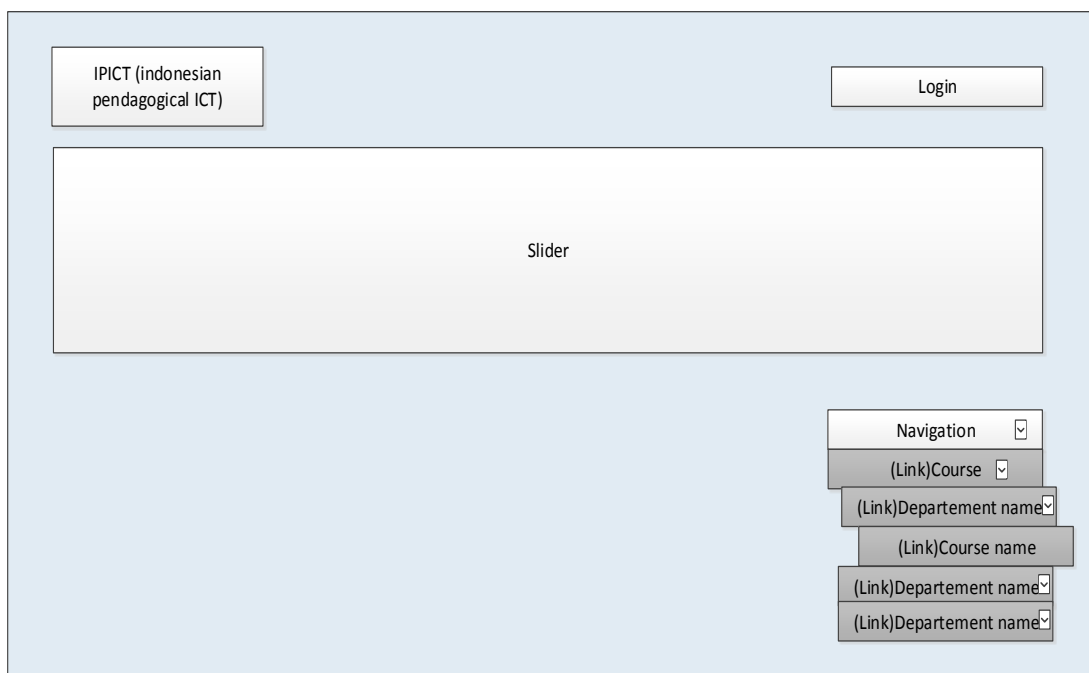 IPICT (indonesian
pendagogical ICT)
Login
Slider
Navigation
(Link)Course
(Link)Departement name
(Link)Course name
(Link)Departement name
(Link)Departement name